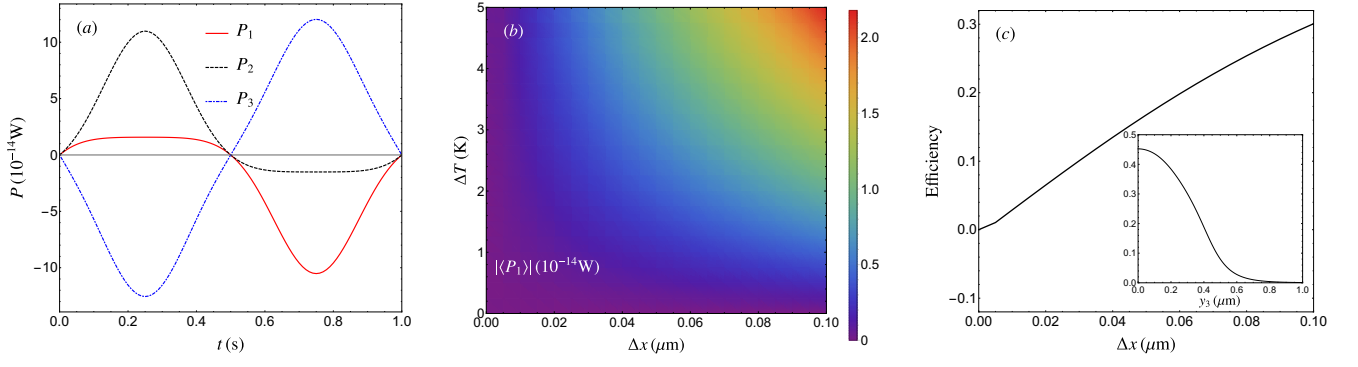 (a)
P1
P2
P3
10
5
0
−5
−10
P (10−14W)
0.0 0.2 0.4 0.6 0.8 1.0
t (s)
(b)
5
4
3
2
1
0
ΔT (K)
|⟨P1⟩| (10−14W)
0.00 0.02 0.04 0.06 0.08 0.10
Δx (μm)
2.0
1.5
1.0
0.5
0
(c)
0.3
0.2
0.1
0.0
−0.1
Efficiency
0.5
0.4
0.3
0.2
0.1
0.0
0.0 0.2 0.4 0.6 0.8 1.0
y3 (μm)
0.00 0.02 0.04 0.06 0.08 0.10
Δx (μm)